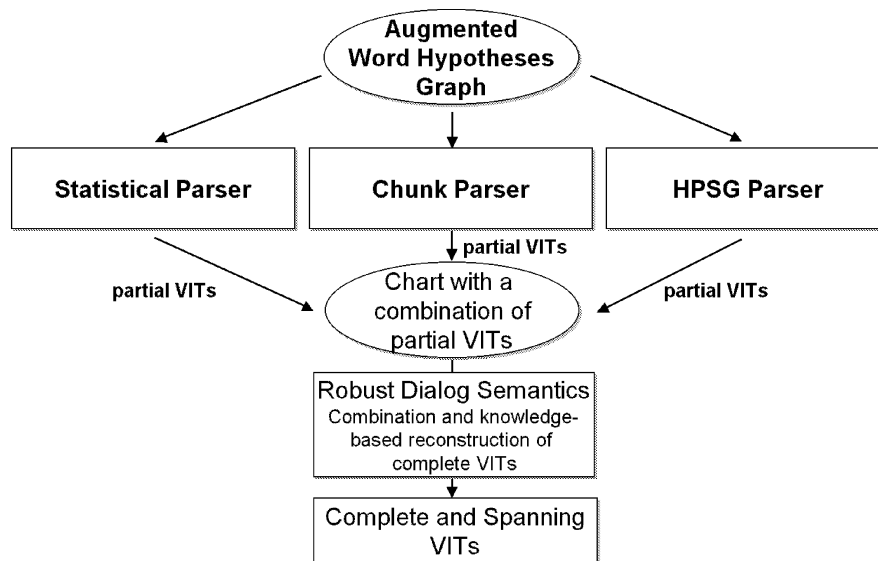 Augmented
Word Hypotheses
Graph
Statistical Parser
Chunk Parser
HPSG Parser
partial VITs
partial VITs
partial VITs
Chart with a
combination of
partial VITs
Robust Dialog Semantics
Combination and knowledge-
based reconstruction of
complete VITs
Complete and Spanning
VITs